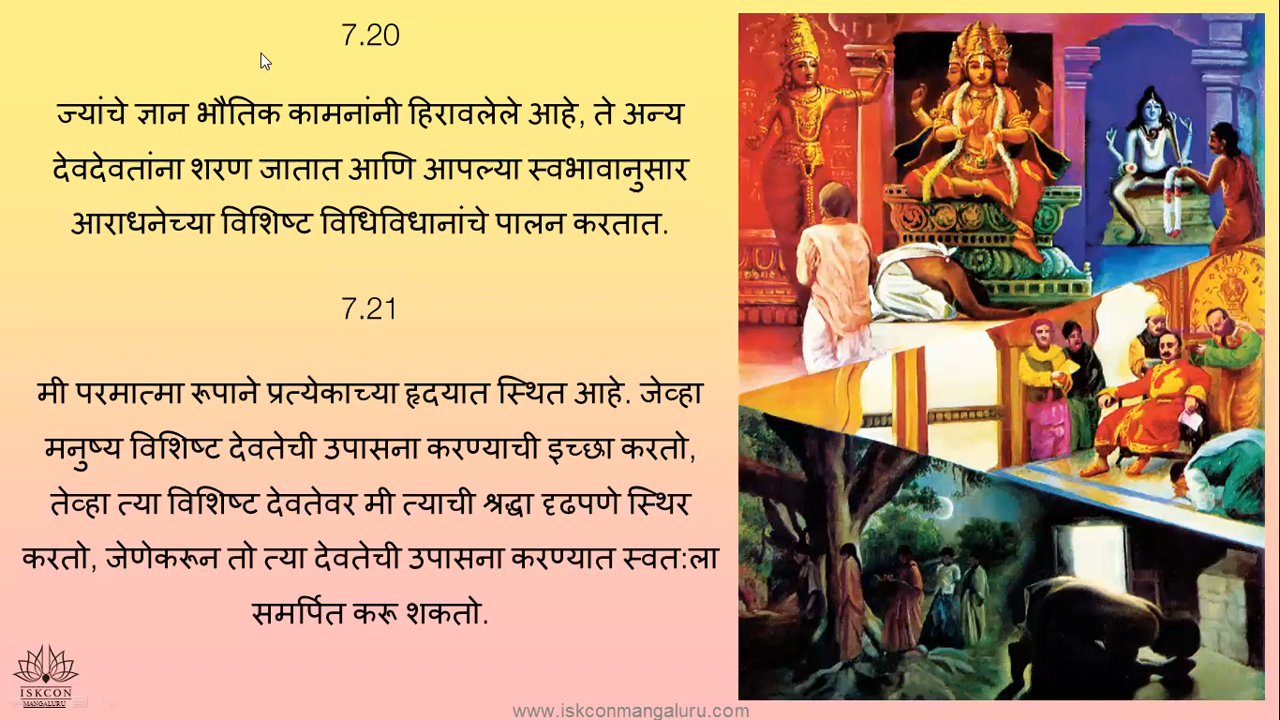 7.20
ज्यांचे ज्ञान भौतिक कामनांनी हिरावलेले आहे, ते अन्य
देवदेवतांना शरण जातात आणि आपल्या स्वभावानुसार
आराधनेच्या विशिष्ट विधिविधानांचे पालन करतात.
7.21
मी परमात्मा रूपाने प्रत्येकाच्या हृदयात स्थित आहे. जेव्हा
मनुष्य विशिष्ट देवतेची उपासना करण्याची इच्छा करतो,
तेव्हा त्या विशिष्ट देवतेवर मी त्याची श्रद्धा दृढपणे स्थिर
करतो, जेणेकरून तो त्या देवतेची उपासना करण्यात स्वत:ला
समर्पित करू शकतो.
ISKCON
MANGALURU
www.iskconmangaluru.com